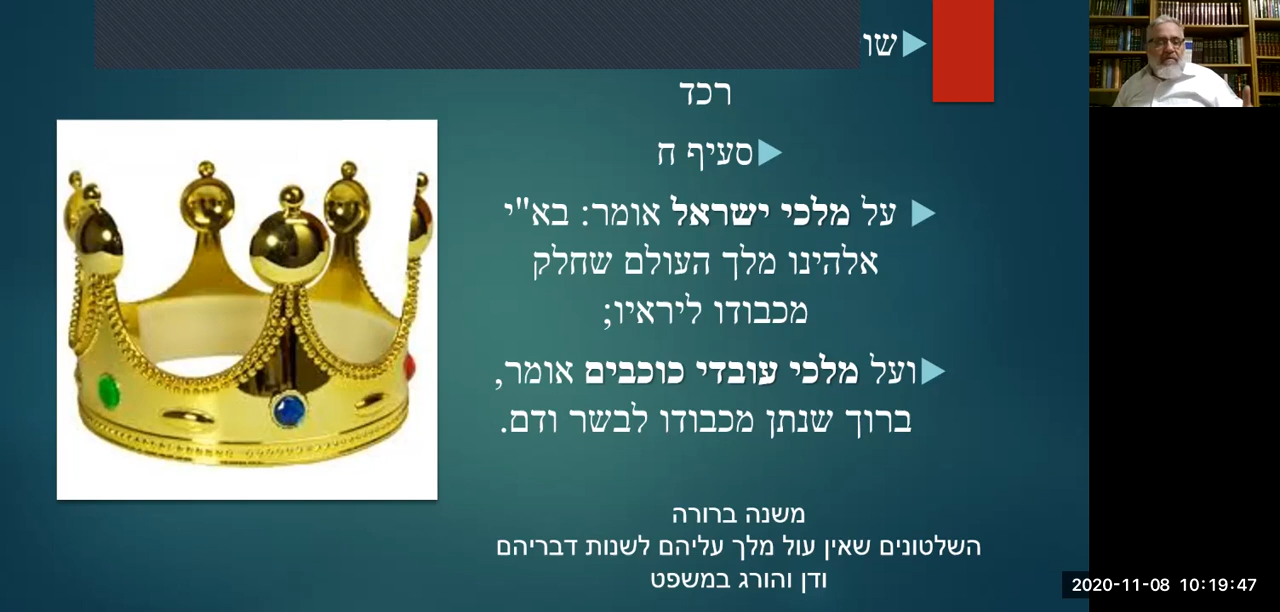 שו
רכד
סעיף ח
על מלכי ישראל אומר: בא"י
אלהינו מלך העולם שחלק
מכבודו ליראיו;
ועל מלכי עובדי כוכבים אומר,
ברוך שנתן מכבודו לבשר ודם.
משנה ברורה
השלטונים שאין עול מלך עליהם לשנות דבריהם
ודן והורג במשפט
2020-11-08 10:19:47